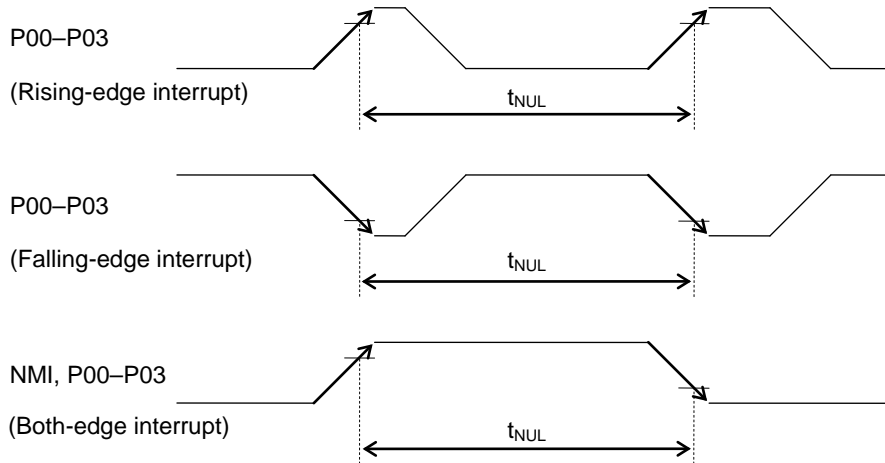 P00–P03
(Rising-edge interrupt)
tNUL
P00–P03
(Falling-edge interrupt)
tNUL
NMI, P00–P03
(Both-edge interrupt)
tNUL